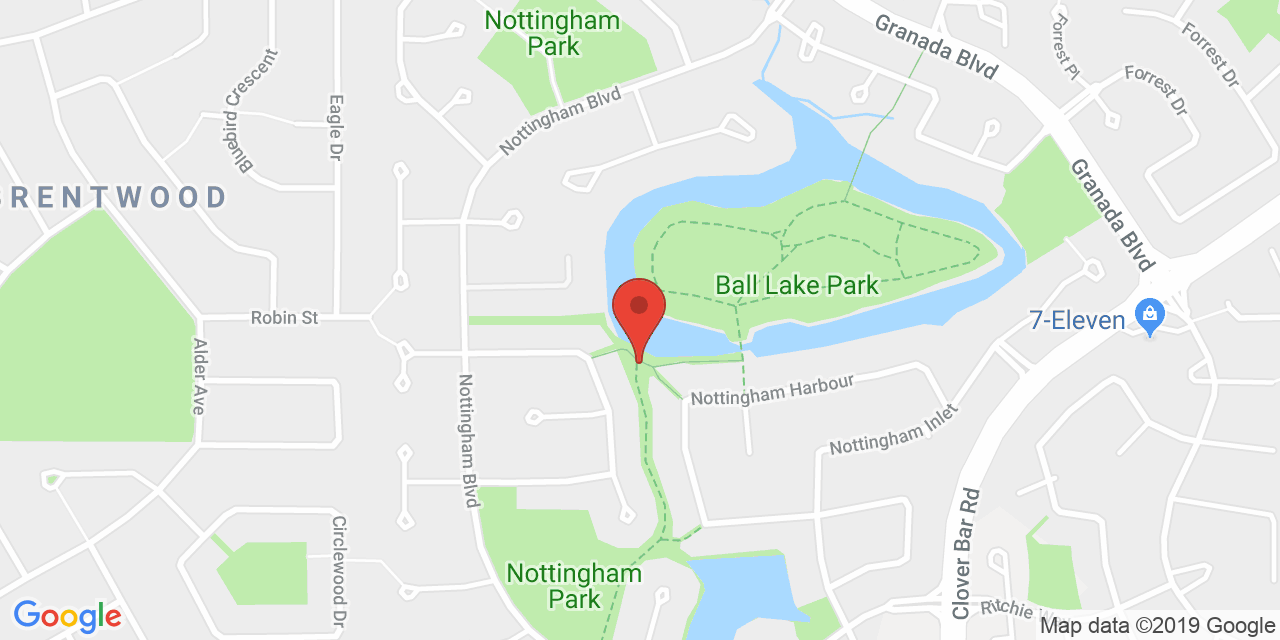 Nottingham
Park
Granada Blvd
Forrest Pl
Forrest Dr
Forrest Dr
Bluebird Crescent
Eagle Dr
Nottingham Blvd
BRENTWOOD
Granada Blvd
Ball Lake Park
7-Eleven
Robin St
Alder Ave
Nottingham Blvd
Nottingham Harbour
Nottingham Inlet
Clover Bar Rd
Circlewood Dr
Nottingham
Park
Ritchie
Google
Map data ©2019 Google